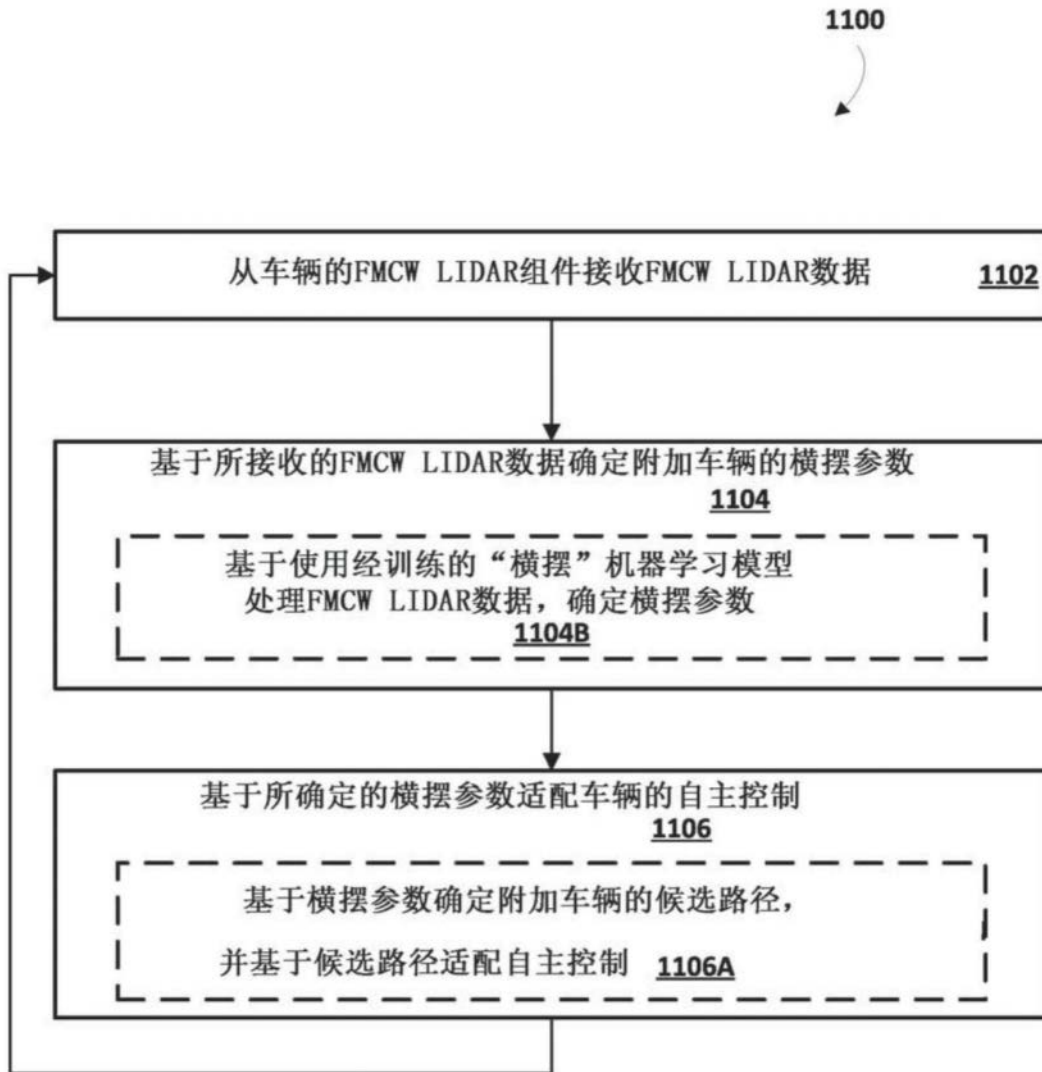 1100
从车辆的FMCW LIDAR组件接收FMCW LIDAR数据 1102
基于所接收的FMCW LIDAR数据确定附加车辆的横摆参数
1104
基于使用经训练的“横摆”机器学习模型
处理FMCW LIDAR数据，确定横摆参数
1104B
基于所确定的横摆参数适配车辆的自主控制
1106
基于横摆参数确定附加车辆的候选路径，
并基于候选路径适配自主控制 1106A